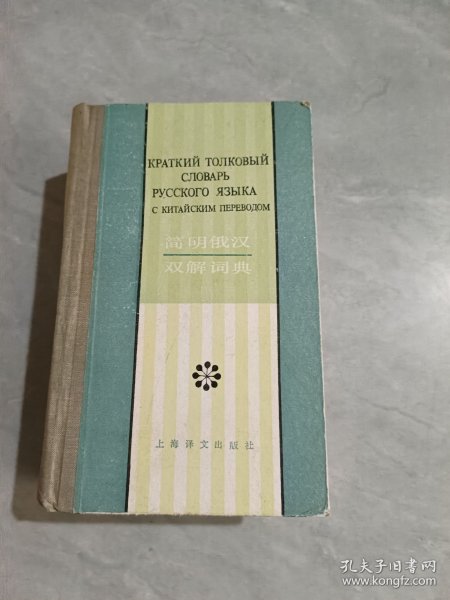 КРАТКИЙ ТОЛКОВЫЙ
СЛОВАРЬ
РУССКОГО ЯЗЫКА
С КИТАЙСКИМ ПЕРЕВОДОМ
简明俄汉
双解词典
上海译文出版社
孔夫子旧书网
www.kongfz.com